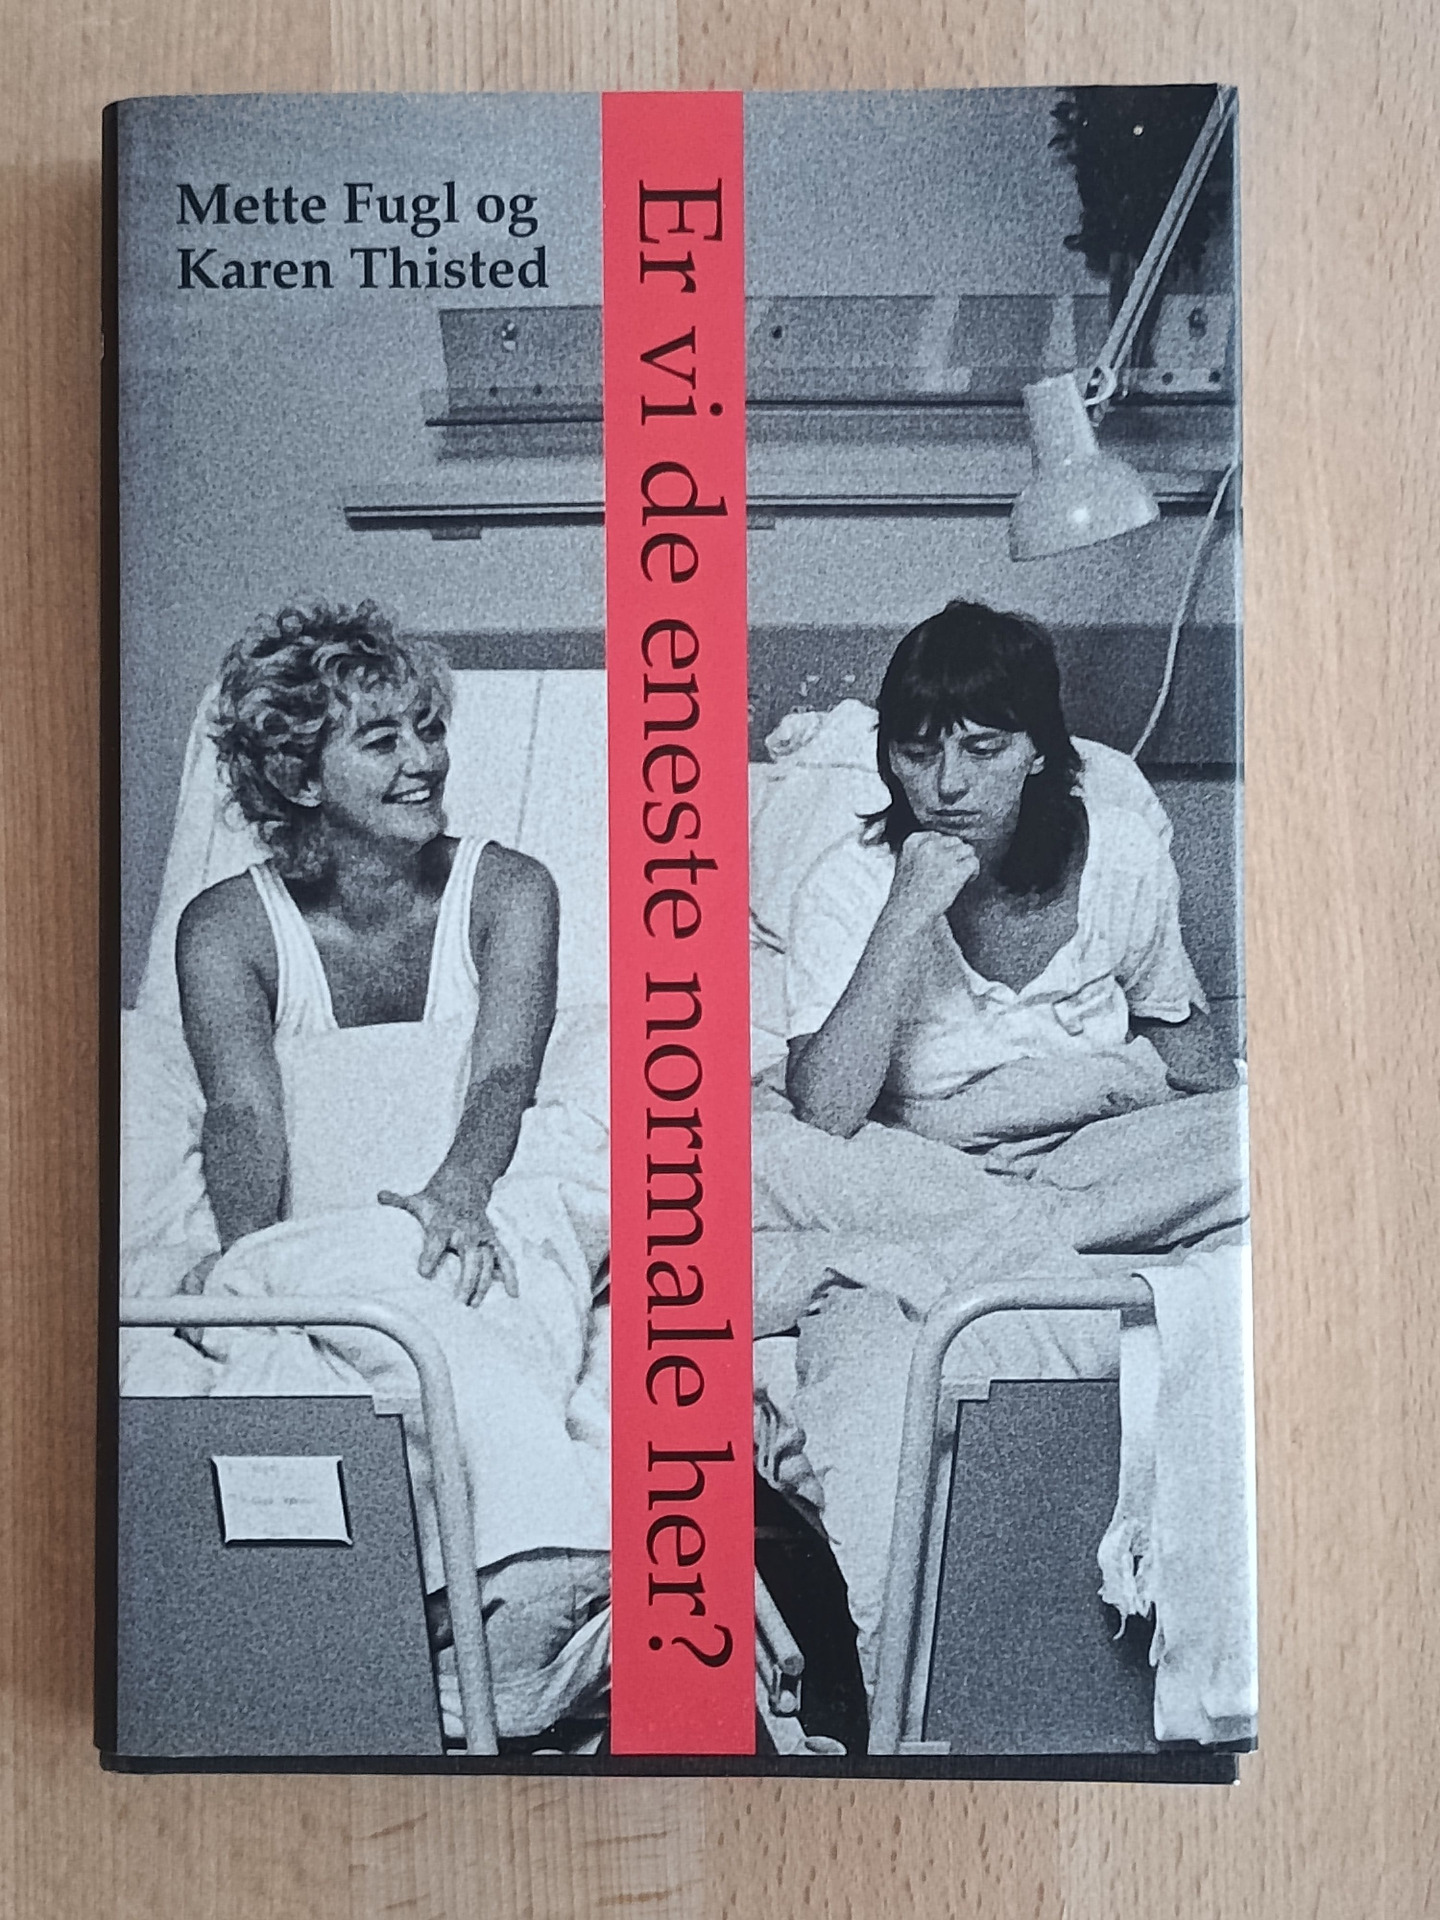 Mette Fugl og
Karen Thisted
Er vi de eneste normale her?